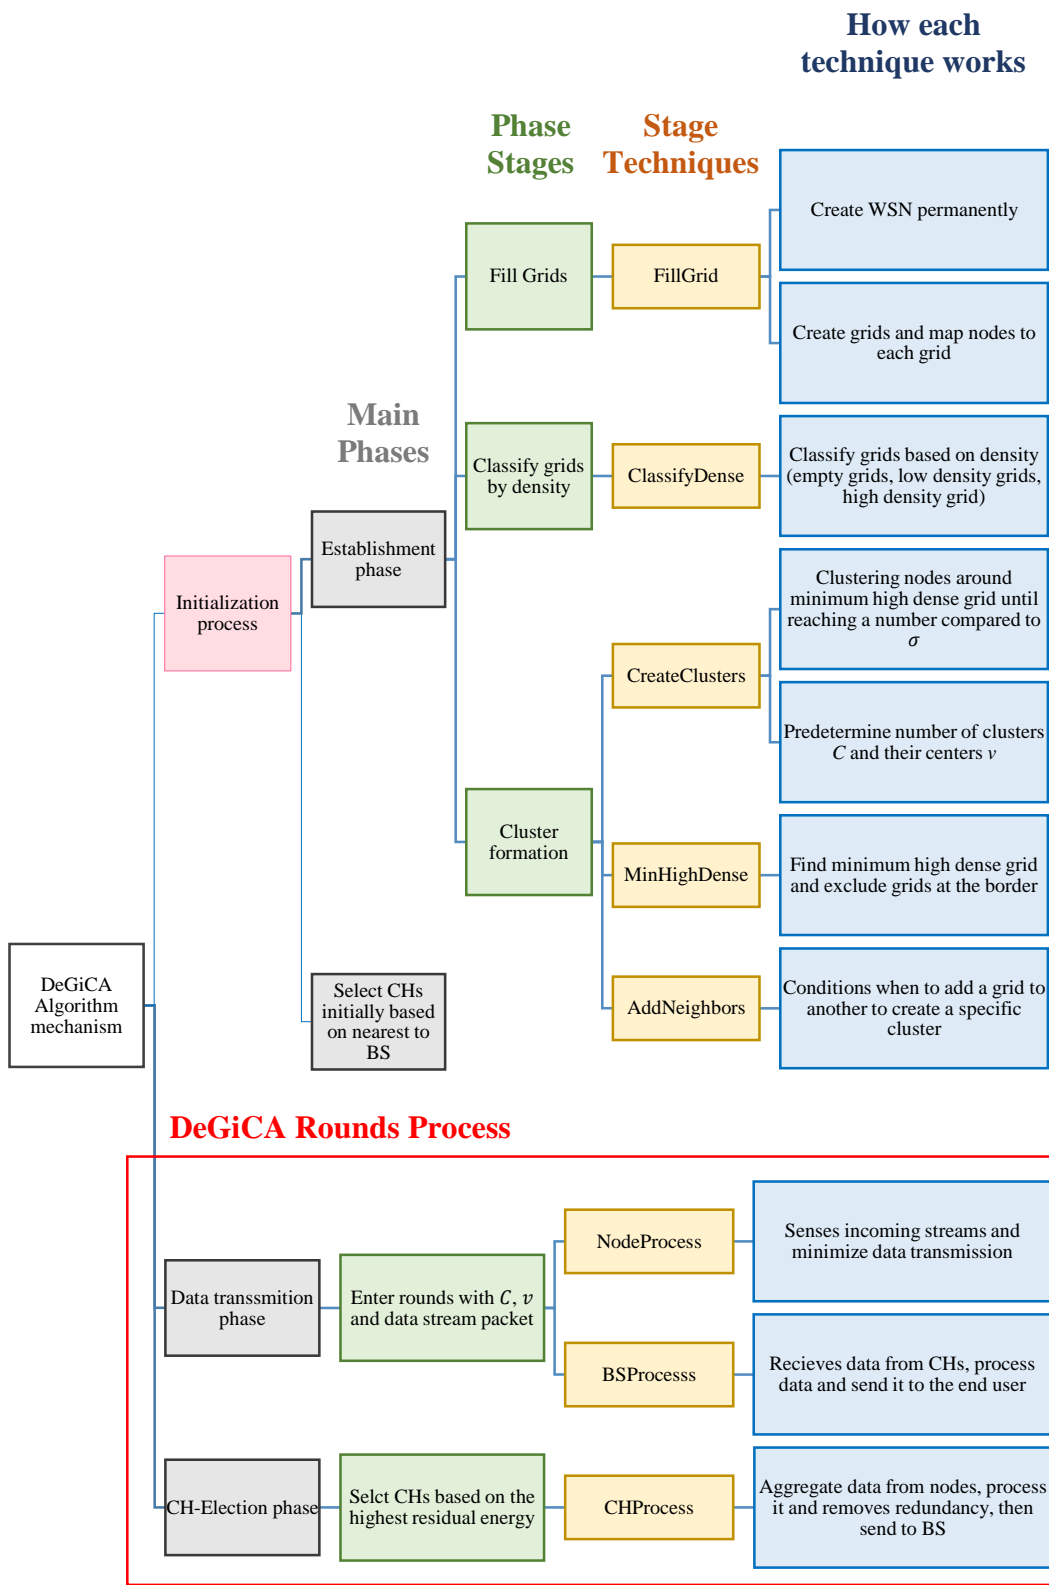 How each
technique works
Phase
Stages
Stage
Techniques
Create WSN permanently
Fill Grids
FillGrid
Create grids and map nodes to
each grid
Main
Phases
Classify grids
by density
ClassifyDense
Classify grids based on density
(empty grids, low density grids,
high density grid)
Establishment
phase
Initialization
process
Clustering nodes around
minimum high dense grid until
reaching a number compared to
σ
CreateClusters
Predetermine number of clusters
C and their centers v
Cluster
formation
MinHighDense
Find minimum high dense grid
and exclude grids at the border
DeGiCA
Algorithm
mechanism
Select CHs
initially based
on nearest to
BS
AddNeighbors
Conditions when to add a grid to
another to create a specific
cluster
DeGiCA Rounds Process
NodeProcess
Senses incoming streams and
minimize data transmission
Data transsmition
phase
Enter rounds with C, v
and data stream packet
BSProcesss
Recieves data from CHs, process
data and send it to the end user
CH-Election phase
Selct CHs based on the
highest residual energy
CHProcess
Aggregate data from nodes, process
it and removes redundancy, then
send to BS